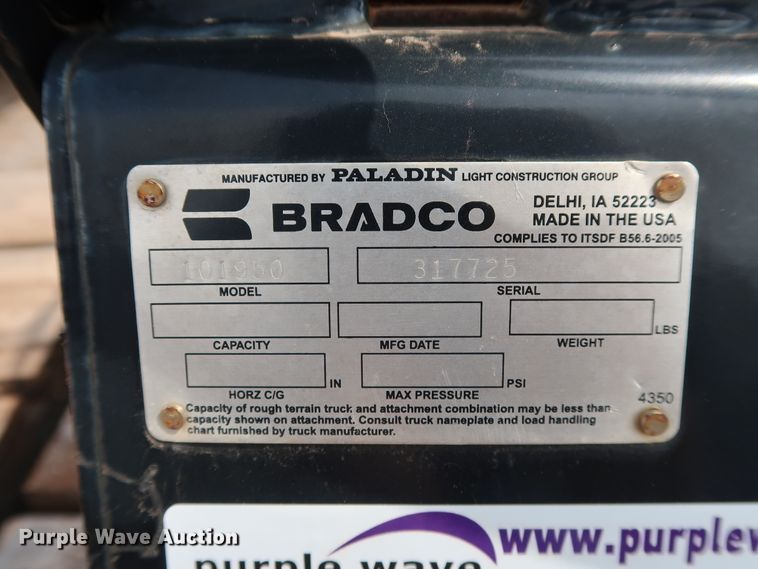 MANUFACTURED BY PALADIN LIGHT CONSTRUCTION GROUP
BRADCO
DELHI, IA 52223
MADE IN THE USA
COMPLIES TO ITSDF B56.6-2005
101950 317725
MODEL SERIAL
LBS
CAPACITY MFG DATE WEIGHT
IN PSI
HORZ C/G MAX PRESSURE
4350
Capacity of rough terrain truck and attachment combination may be less than
capacity shown on attachment. Consult truck nameplate and load handling
chart furnished by truck manufacturer.
Purple Wave Auction
purple wave
www.purplew